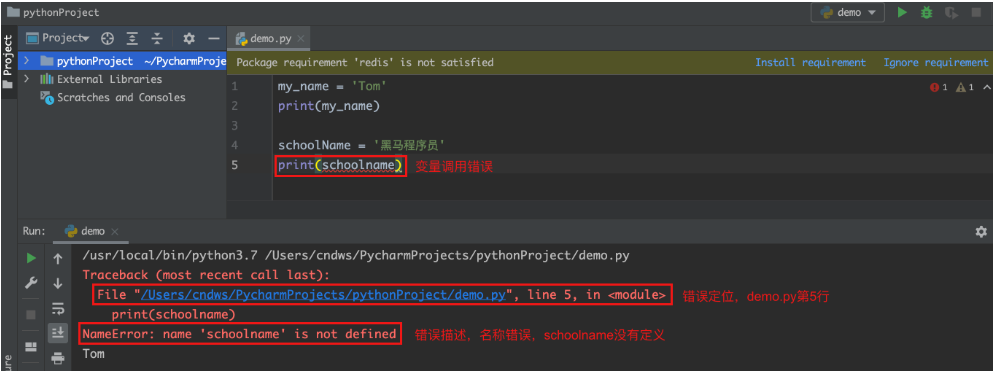 pythonProject
demo
Project
Project
demo.py
pythonProject ~/PycharmProje
External Libraries
Scratches and Consoles
Package requirement 'redis' is not satisfied
Install requirement
Ignore requirement
1 my_name = 'Tom'
1 1
2 print(my_name)
3
4 schoolName = '黑马程序员'
5 print(schoolname) 变量调用错误
Run: demo
/usr/local/bin/python3.7 /Users/cndws/PycharmProjects/pythonProject/demo.py
Traceback (most recent call last):
File "/Users/cndws/PycharmProjects/pythonProject/demo.py", line 5, in <module> 错误定位，demo.py第5行
print(schoolname)
NameError: name 'schoolname' is not defined 错误描述，名称错误，schoolname没有定义
Tom